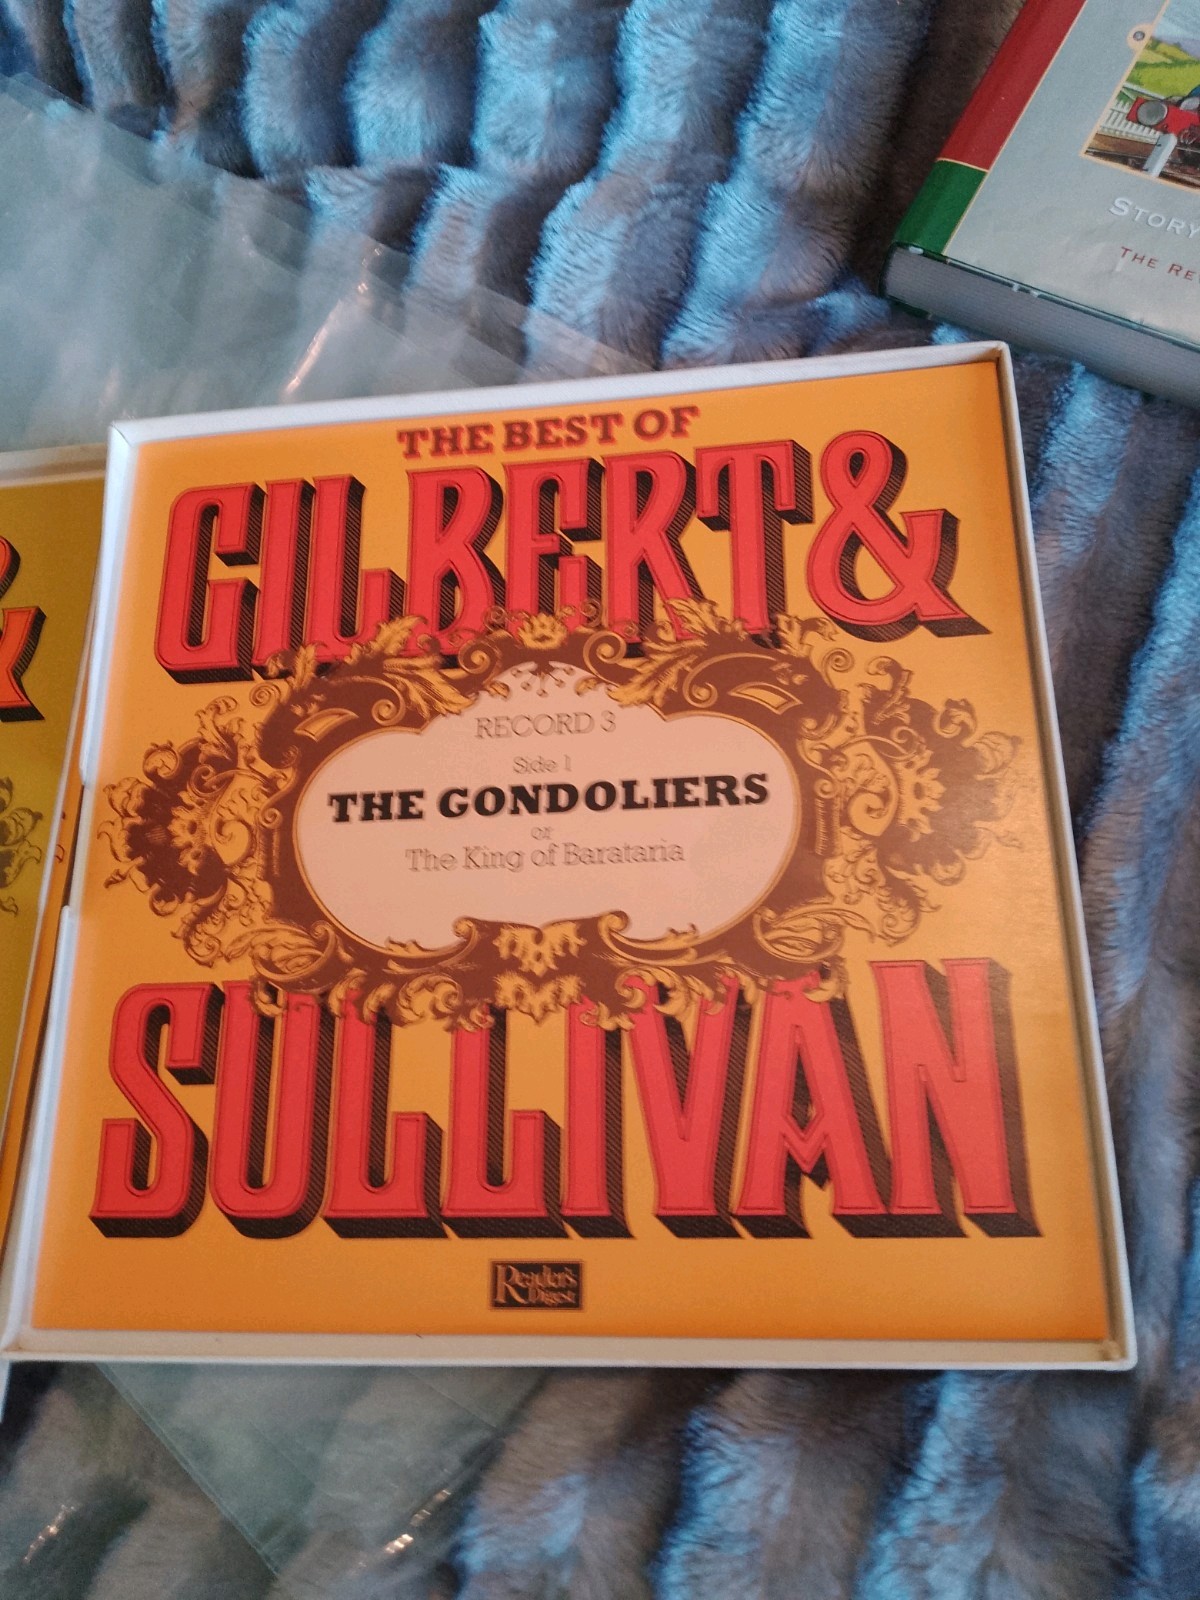 THE BEST OF
GILBERT &
RECORD 3
Side 1
THE GONDOLIERS
or
The King of Barataria
SULLIVAN
Reader's
Digest
&
STORY
THE RE